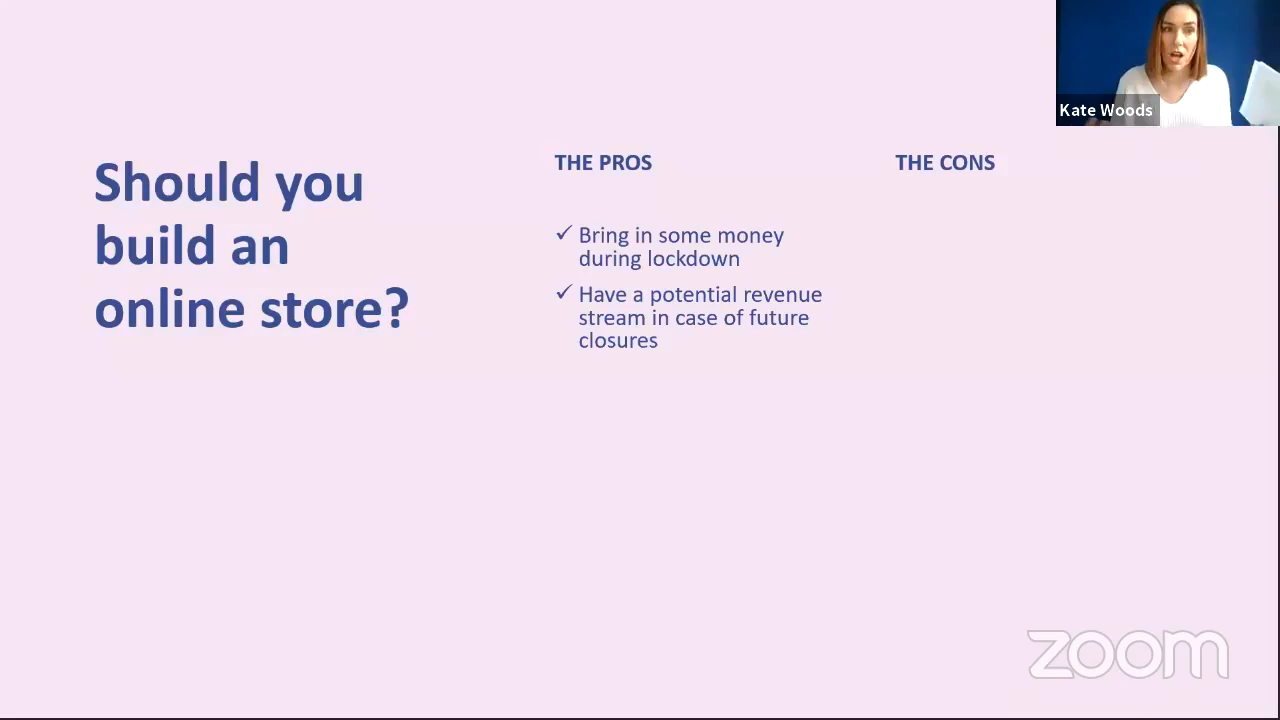 Kate Woods
Should you
build an
online store?
THE PROS
✓ Bring in some money
during lockdown
✓ Have a potential revenue
stream in case of future
closures
THE CONS
zoom